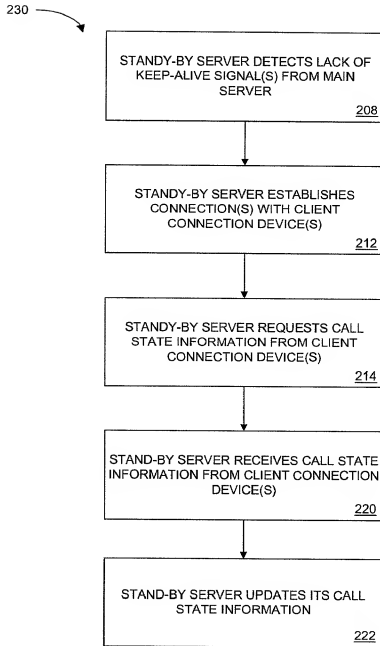 230
STANDY-BY SERVER DETECTS LACK OF
KEEP-ALIVE SIGNAL(S) FROM MAIN
SERVER
208
STANDY-BY SERVER ESTABLISHES
CONNECTION(S) WITH CLIENT
CONNECTION DEVICE(S)
212
STANDY-BY SERVER REQUESTS CALL
STATE INFORMATION FROM CLIENT
CONNECTION DEVICE(S)
214
STAND-BY SERVER RECEIVES CALL STATE
INFORMATION FROM CLIENT CONNECTION
DEVICE(S)
220
STAND-BY SERVER UPDATES ITS CALL
STATE INFORMATION
222